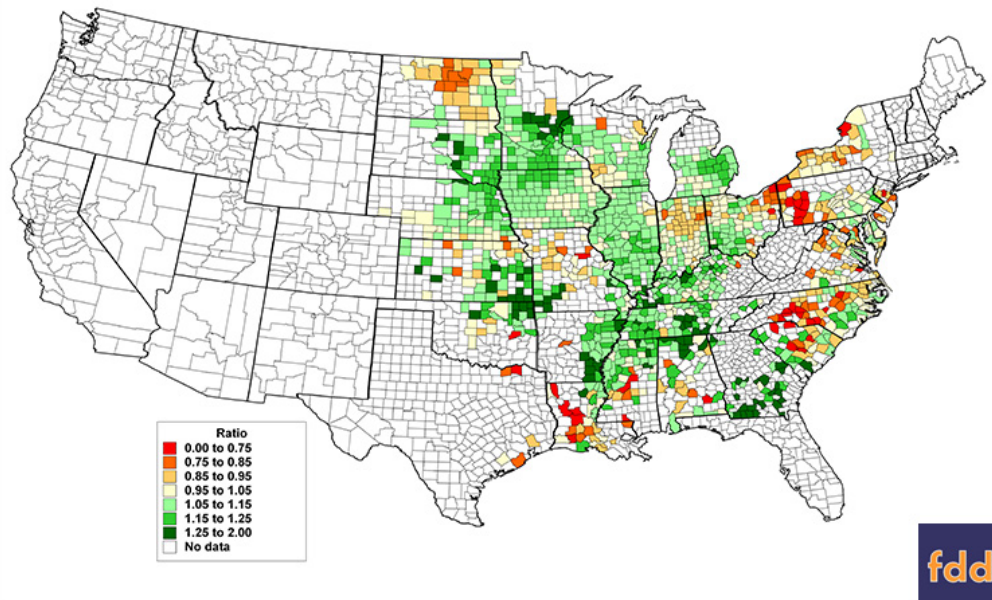 Ratio
0.00 to 0.75
0.75 to 0.85
0.85 to 0.95
0.95 to 1.05
1.05 to 1.15
1.15 to 1.25
1.25 to 2.00
No data
fdd